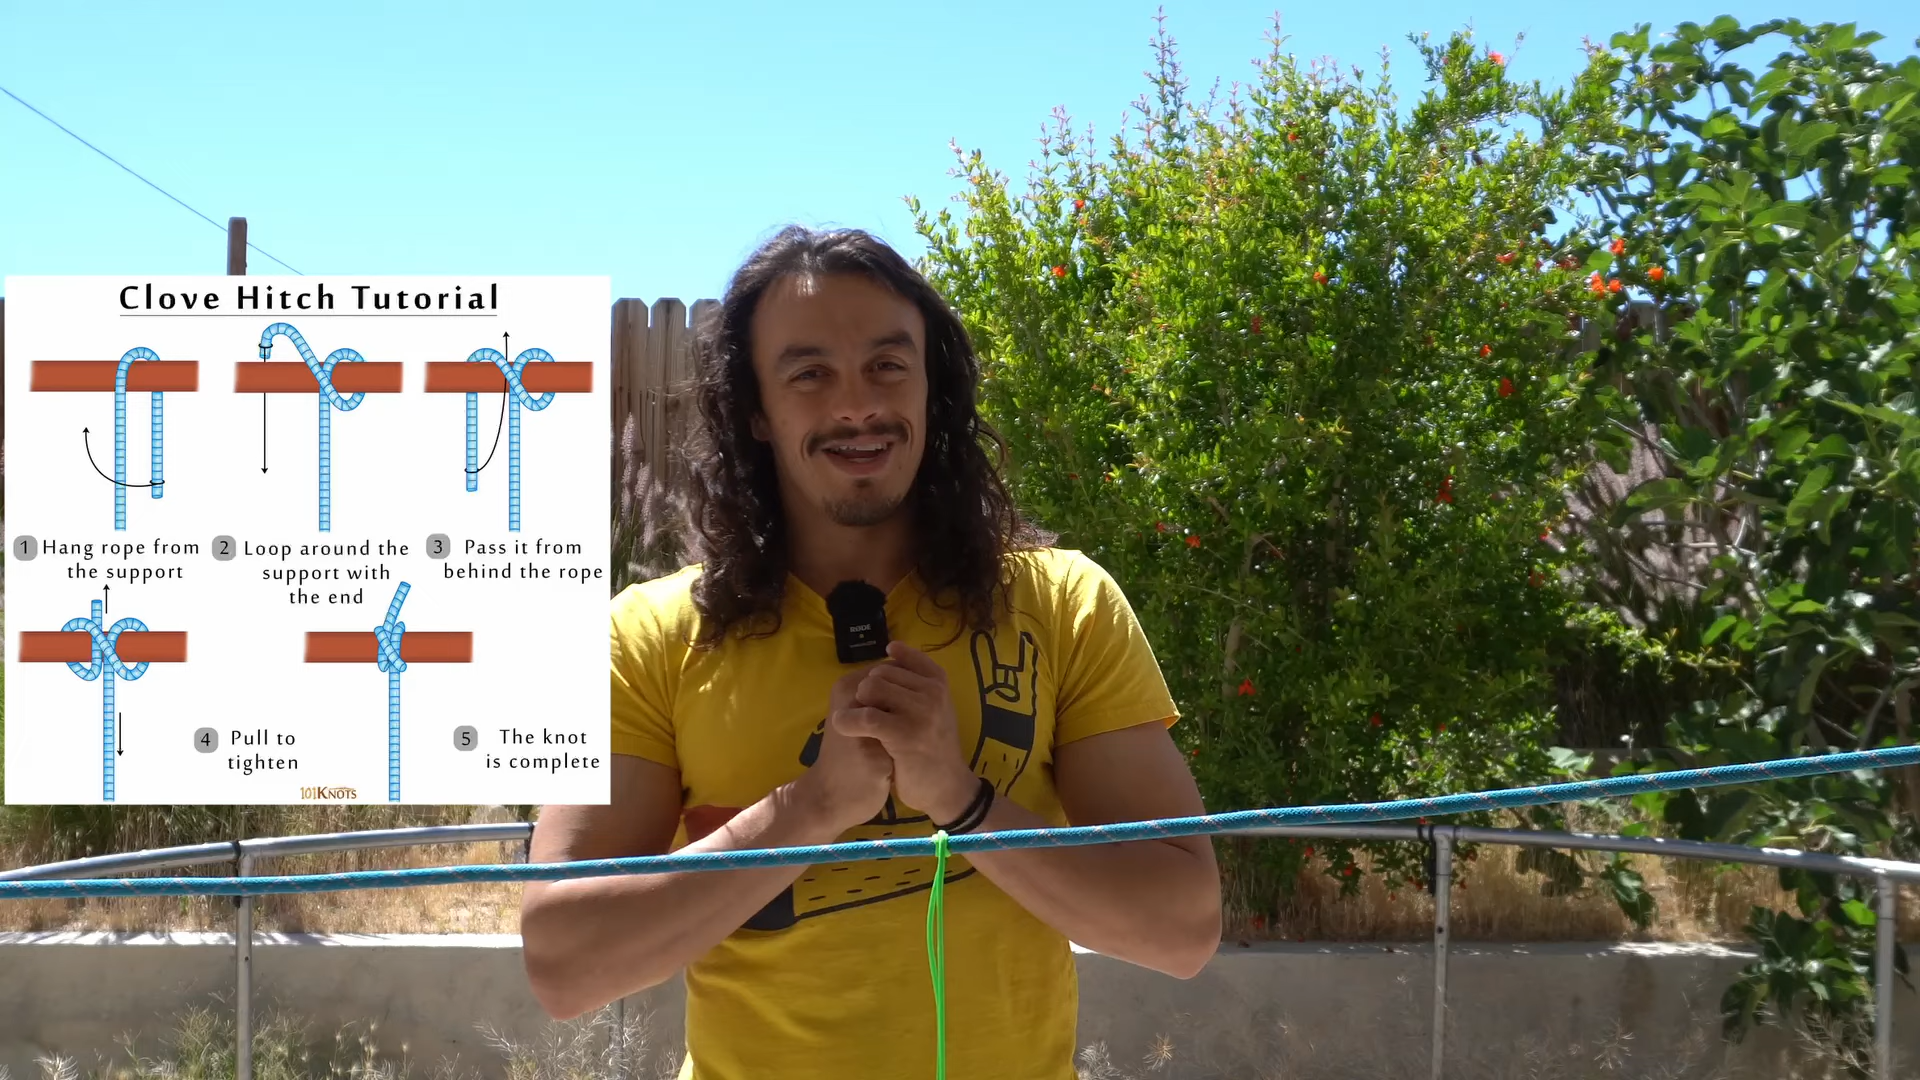 Clove Hitch Tutorial
1 Hang rope from
the support
2 Loop around the
support with
the end
3 Pass it from
behind the rope
4 Pull to
tighten
5 The knot
is complete
101KNOTS
RODE